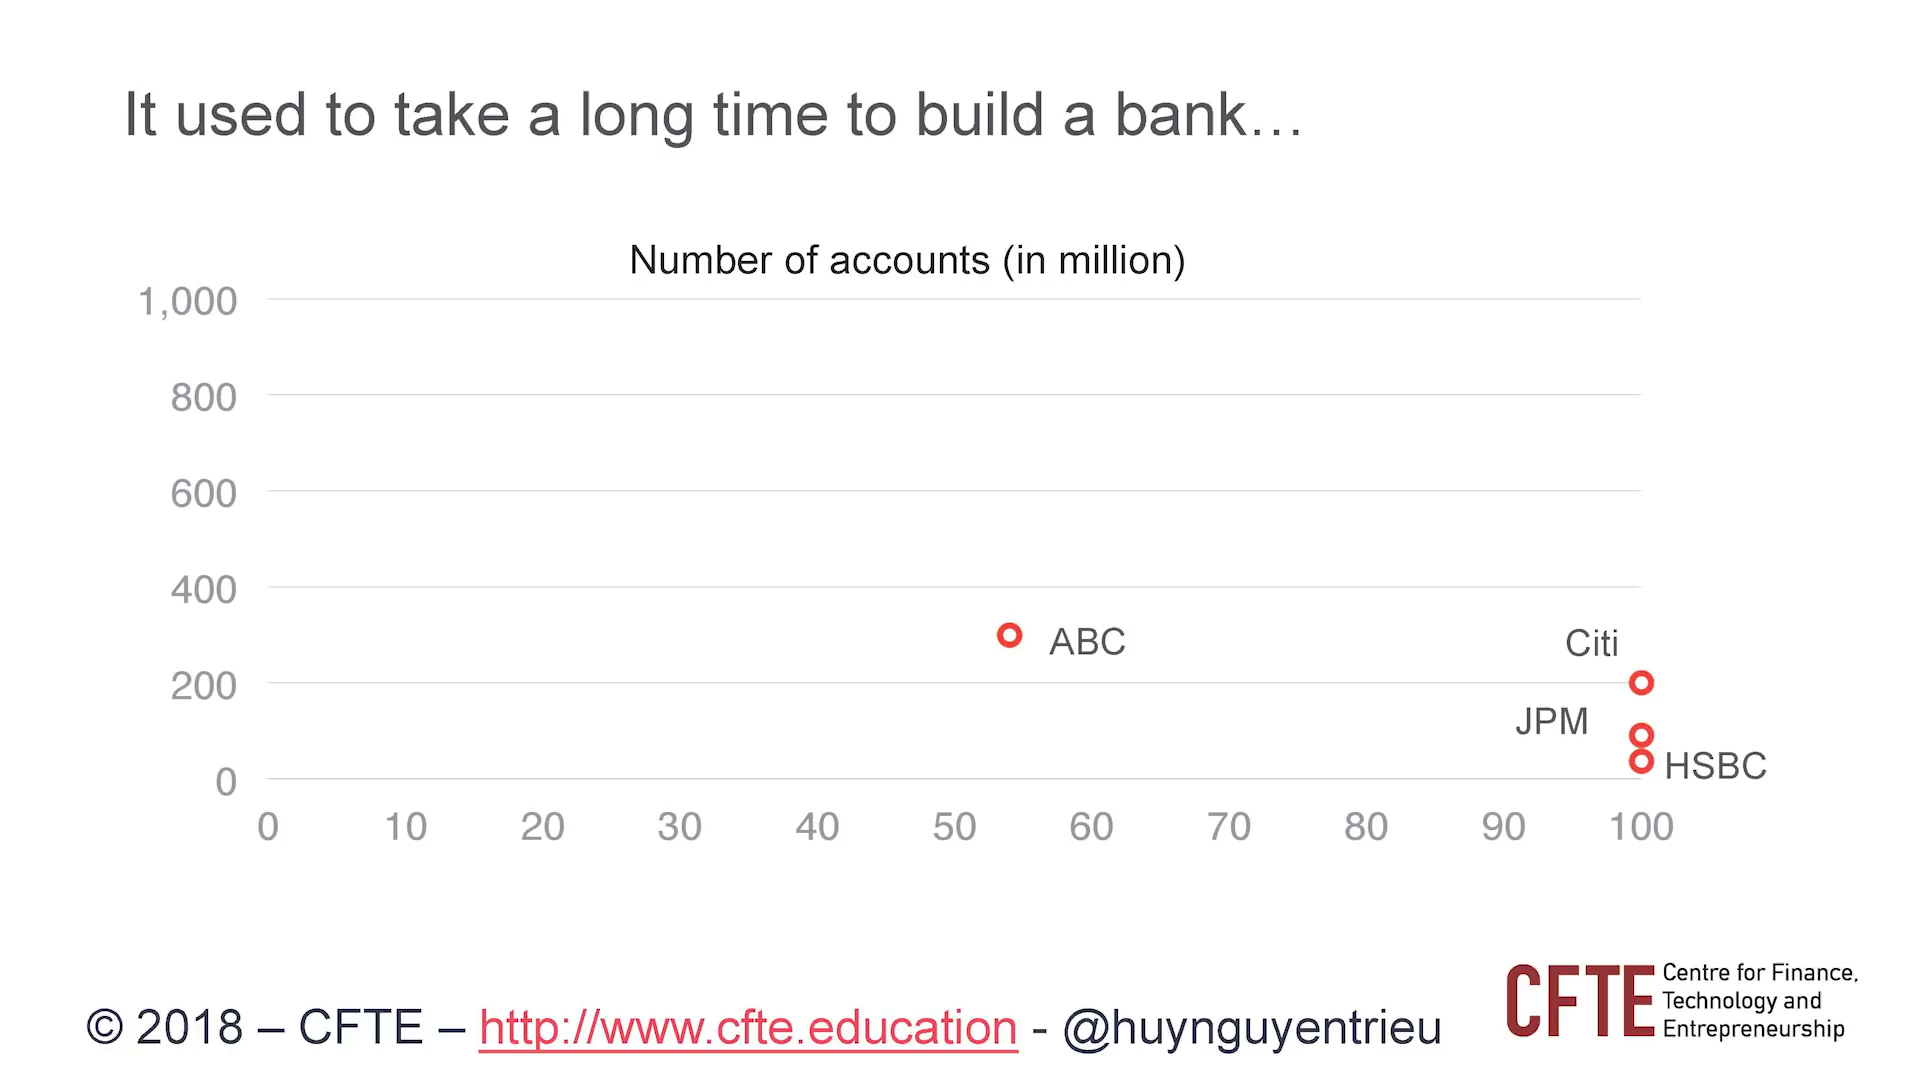 It used to take a long time to build a bank…
Number of accounts (in million)
1,000
800
600
400
200
0
ABC
Citi
JPM
HSBC
0 10 20 30 40 50 60 70 80 90 100
© 2018 – CFTE – http://www.cfte.education - @huynguyentrieu
CFTE
Centre for Finance,
Technology and
Entrepreneurship